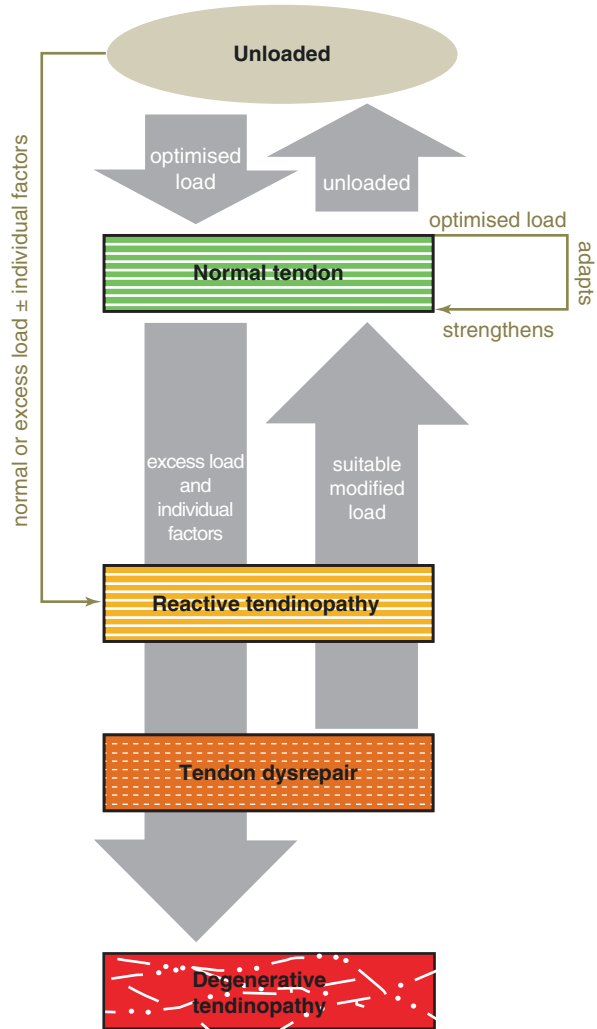 Unloaded
normal or excess load ± individual factors
optimised
load
unloaded
optimised load
adapts
strengthens
Normal tendon
excess load
and
individual
factors
suitable
modified
load
Reactive tendinopathy
Tendon dysrepair
Degenerative
tendinopathy